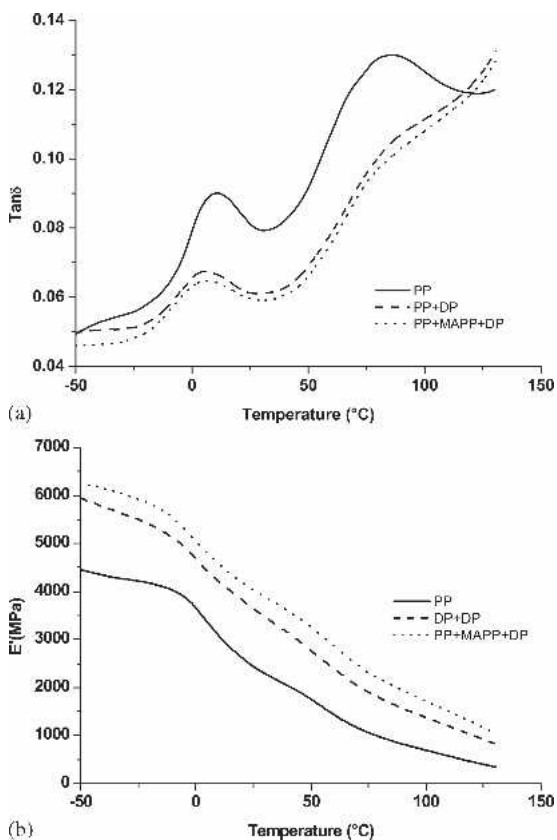 0.14
0.12
0.10
0.08
0.06
0.04
Tanδ
PP
PP+DP
PP+MAPP+DP
-50
0
50
100
150
Temperature (°C)
(a)
7000
6000
5000
4000
3000
2000
1000
0
E'(MPa)
PP
DP+DP
PP+MAPP+DP
-50
0
50
100
150
Temperature (°C)
(b)